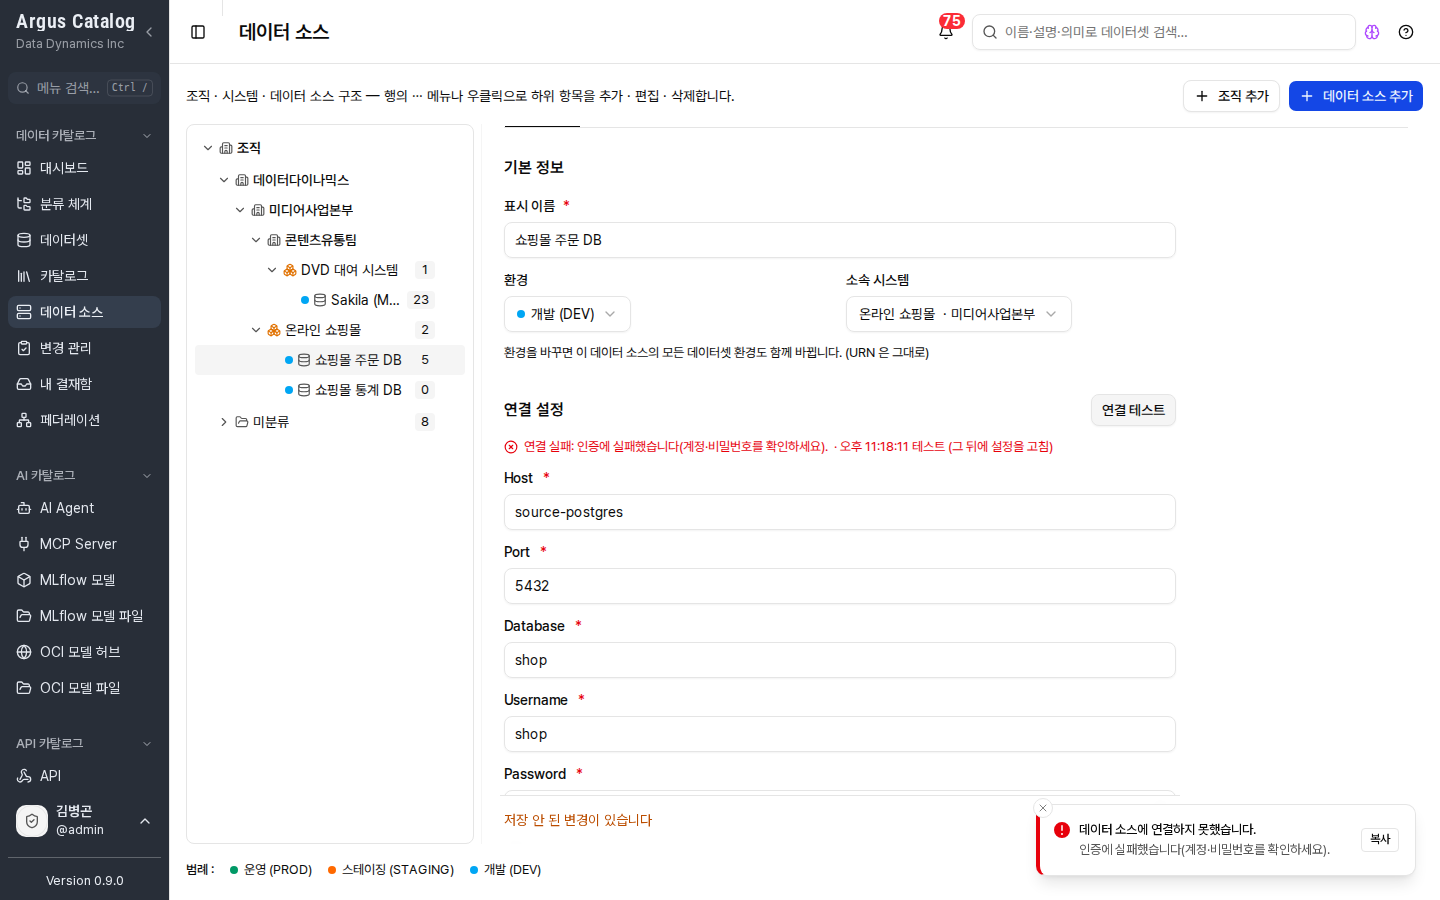 Argus Catalog
Data Dynamics Inc
메뉴 검색... Ctrl /
데이터 카탈로그
대시보드
분류 체계
데이터셋
카탈로그
데이터 소스
변경 관리
내 결재함
페더레이션
AI 카탈로그
AI Agent
MCP Server
MLflow 모델
MLflow 모델 파일
OCI 모델 허브
OCI 모델 파일
API 카탈로그
API
김병곤
@admin
Version 0.9.0
데이터 소스
75
이름·설명·의미로 데이터셋 검색...
조직 · 시스템 · 데이터 소스 구조 — 행의 ··· 메뉴나 우클릭으로 하위 항목을 추가 · 편집 · 삭제합니다.
조직 추가
데이터 소스 추가
조직
데이터다이나믹스
미디어사업본부
콘텐츠유통팀
DVD 대여 시스템 1
Sakila (M... 23
온라인 쇼핑몰 2
쇼핑몰 주문 DB 5
쇼핑몰 통계 DB 0
미분류 8
범례 : 운영 (PROD) 스테이징 (STAGING) 개발 (DEV)
기본 정보
표시 이름 *
쇼핑몰 주문 DB
환경 소속 시스템
개발 (DEV) 온라인 쇼핑몰 · 미디어사업본부
환경을 바꾸면 이 데이터 소스의 모든 데이터셋 환경도 함께 바뀝니다. (URN 은 그대로)
연결 설정 연결 테스트
연결 실패: 인증에 실패했습니다(계정·비밀번호를 확인하세요). · 오후 11:18:11 테스트 (그 뒤에 설정을 고침)
Host *
source-postgres
Port *
5432
Database *
shop
Username *
shop
Password *
저장 안 된 변경이 있습니다
데이터 소스에 연결하지 못했습니다.
인증에 실패했습니다(계정·비밀번호를 확인하세요).
복사